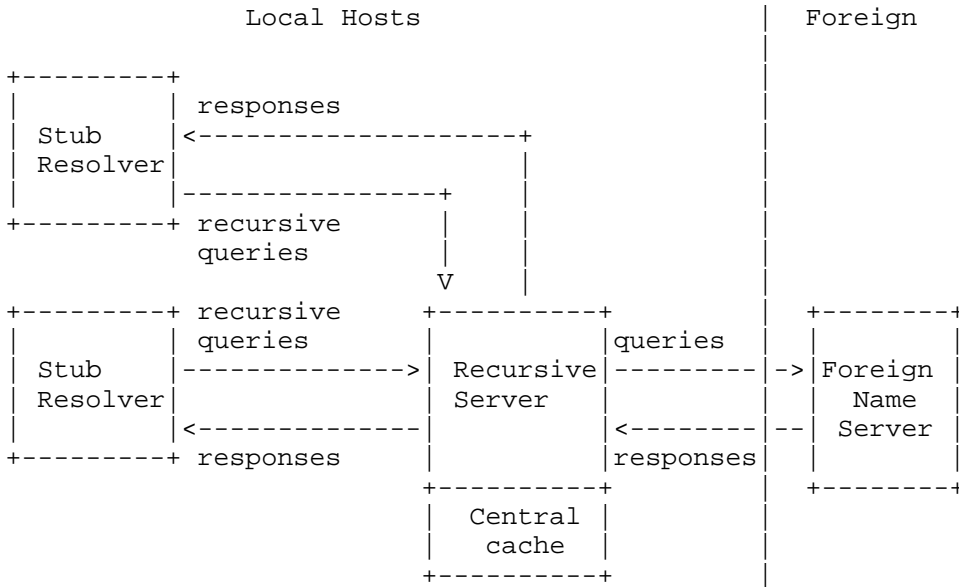 Local Hosts | Foreign
|
+---------+ |
| | responses |
| Stub |<--------------------+ |
| Resolver| | |
| |----------------+ | |
+---------+ recursive | | |
queries | | |
V | |
+---------+ recursive +----------+ | +--------+
| | queries | |queries | | |
| Stub |-------------->| Recursive|---------|->|Foreign |
| Resolver| | Server | | | Name |
| |<--------------| |<--------|--| Server |
+---------+ responses | |responses| | |
+----------+ | +--------+
| Central | |
| cache | |
+----------+ |